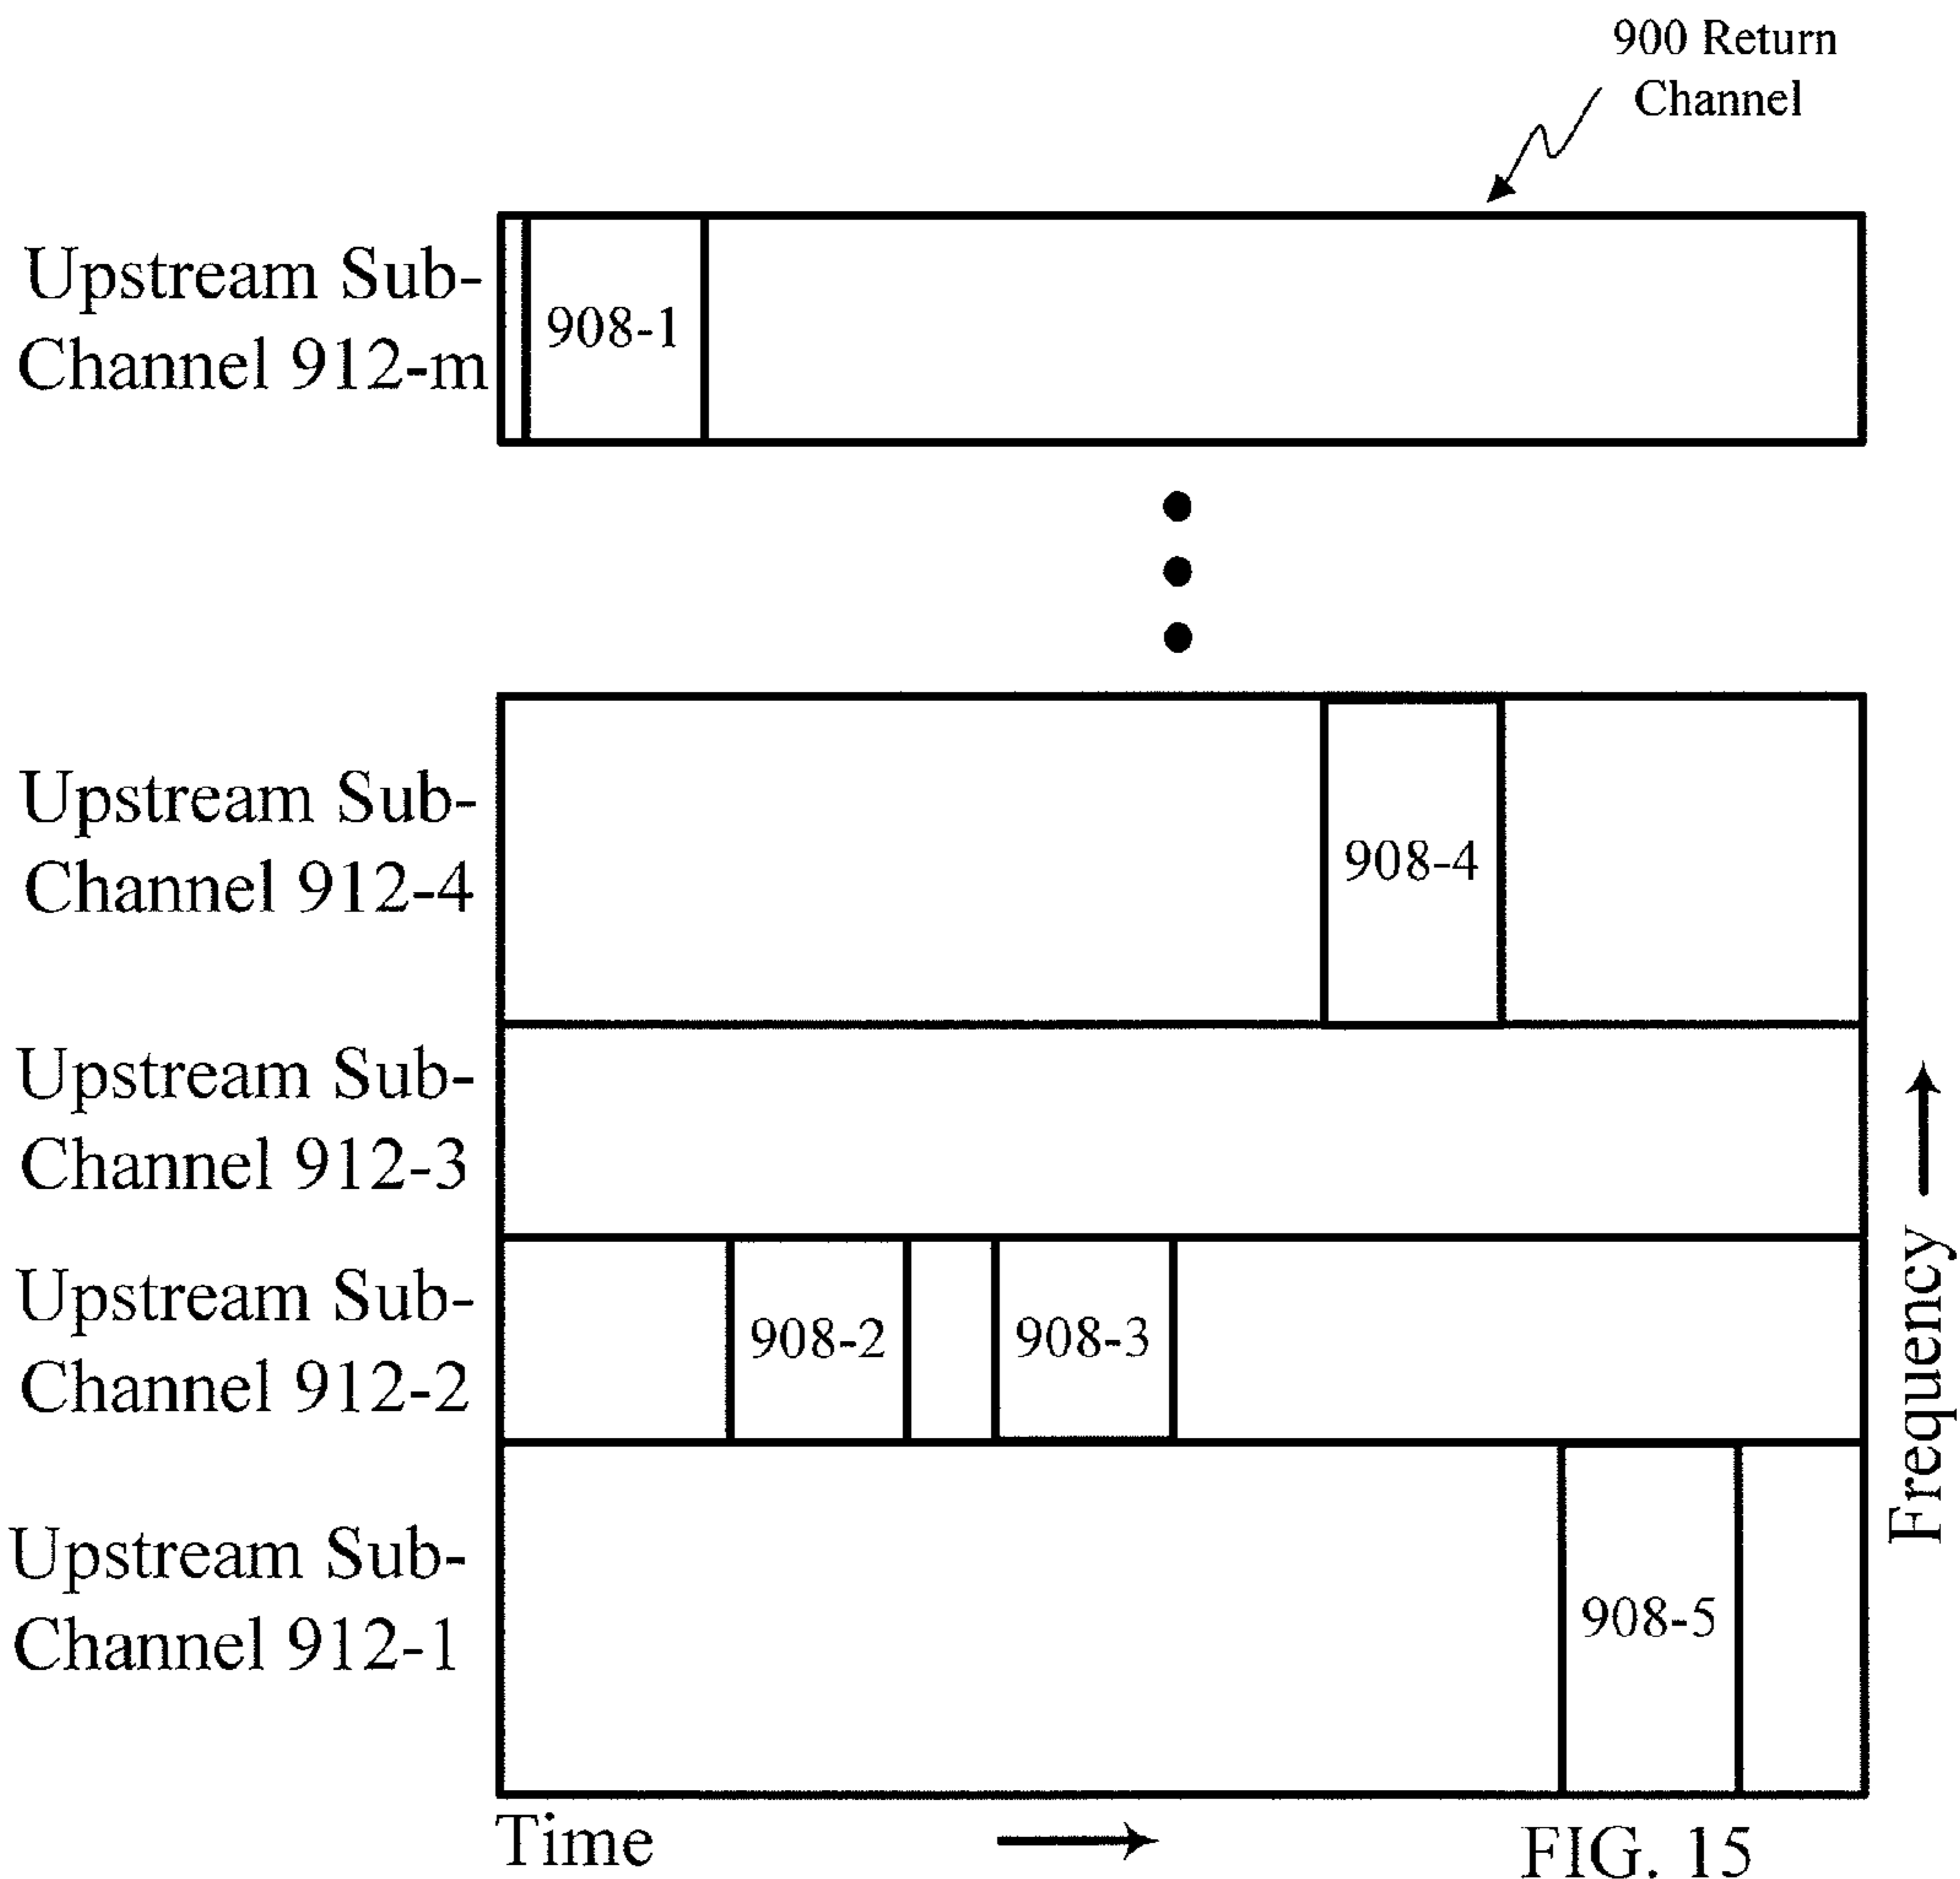 900 Return
Channel
Upstream Sub-
Channel 912-m
908-1
Upstream Sub-
Channel 912-4
908-4
Upstream Sub-
Channel 912-3
Upstream Sub-
Channel 912-2
908-2
908-3
Upstream Sub-
Channel 912-1
908-5
Frequency
Time
FIG. 15